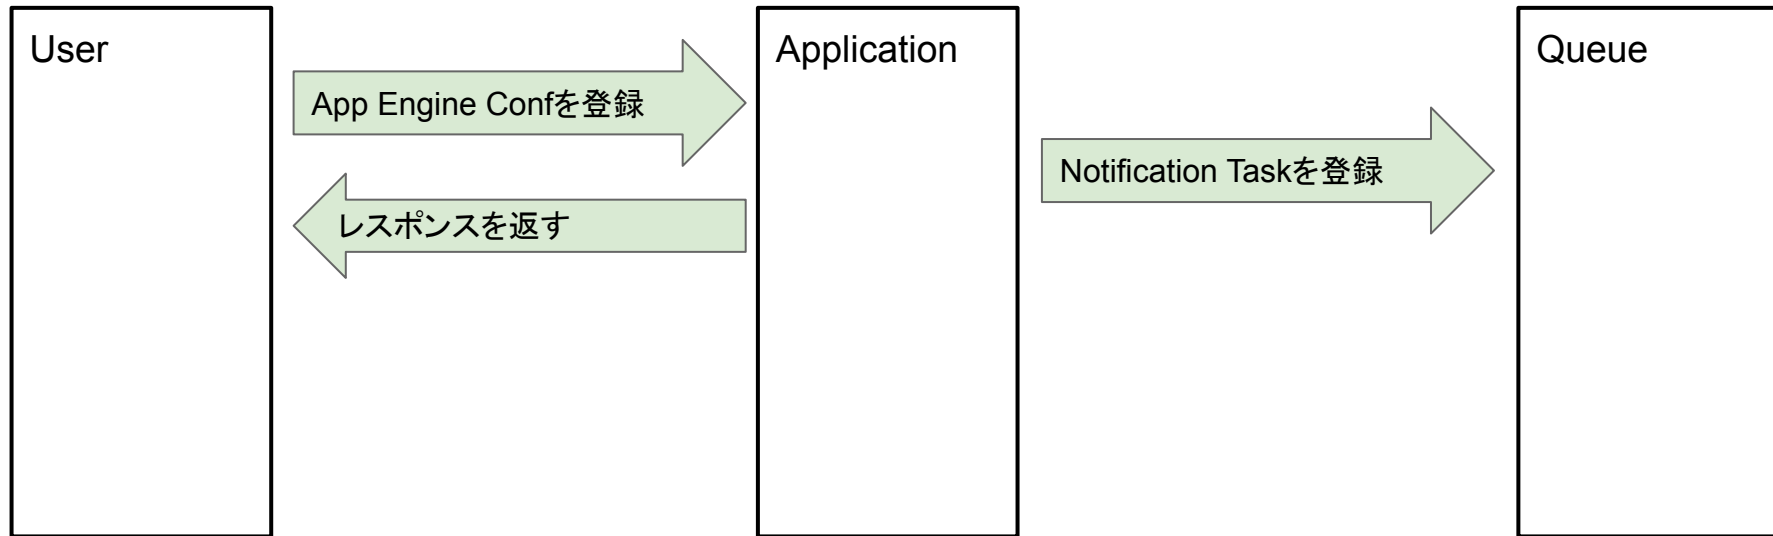 User
Application
Queue
App Engine Confを登録
Notification Taskを登録
レスポンスを返す